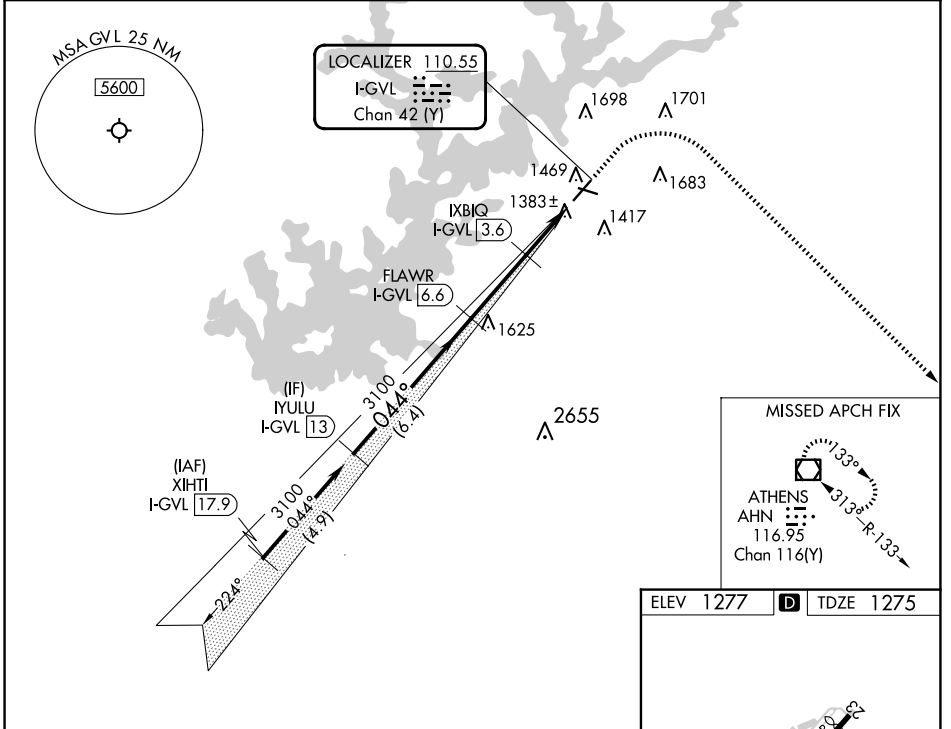 MSA GVL 25 NM
5600
LOCALIZER 110.55
I-GVL
Chan 42 (Y)
1698
1701
1469
1683
1383±
1417
IXBIQ
I-GVL 3.6
FLAWR
I-GVL 6.6
1625
3100
044°
(6.4)
(IF)
IYULU
I-GVL 13
2655
(IAF)
XIHTI
I-GVL 17.9
3100
044°
(4.9)
224°
MISSED APCH FIX
133°
313°
R-133
ATHENS
AHN
116.95
Chan 116(Y)
ELEV 1277 D TDZE 1275
23